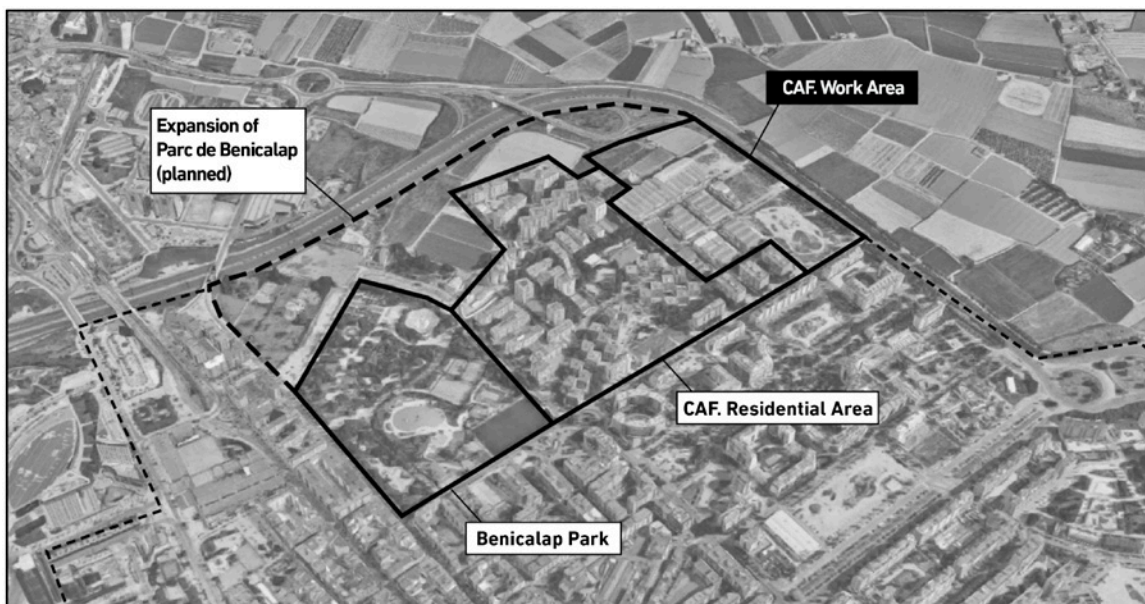 CAF. Work Area
Expansion of
Parc de Benicalap
(planned)
CAF. Residential Area
Benicalap Park